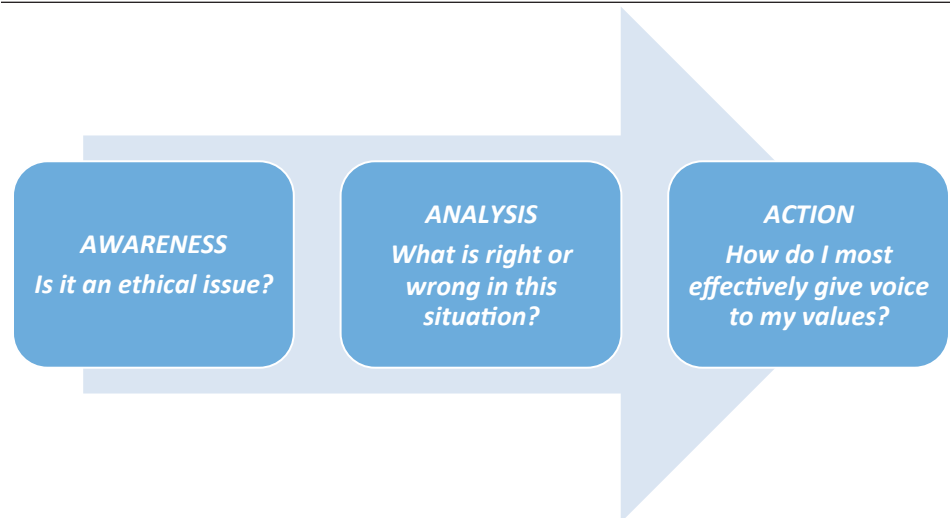 AWARENESS
Is it an ethical issue?
ANALYSIS
What is right or
wrong in this
situation?
ACTION
How do I most
effectively give voice
to my values?